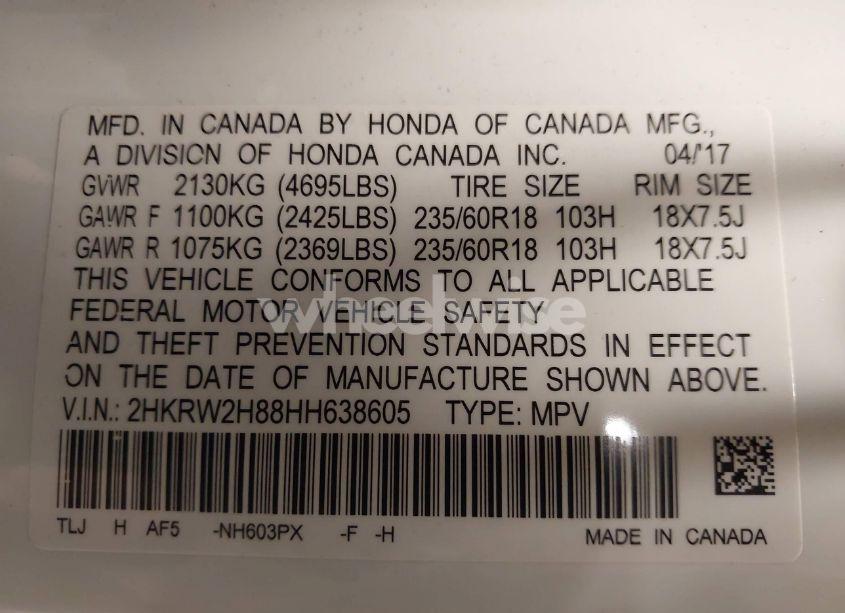 MFD. IN CANADA BY HONDA OF CANADA MFG.,
A DIVISION OF HONDA CANADA INC. 04/'17
GVWR 2130KG (4695LBS) TIRE SIZE RIM SIZE
GAWR F 1100KG (2425LBS) 235/60R18 103H 18X7.5J
GAWR R 1075KG (2369LBS) 235/60R18 103H 18X7.5J
THIS VEHICLE CONFORMS TO ALL APPLICABLE
FEDERAL MOTOR VEHICLE SAFETY
wheelwise
AND THEFT PREVENTION STANDARDS IN EFFECT
ON THE DATE OF MANUFACTURE SHOWN ABOVE.
V.I.N.: 2HKRW2H88HH638605 TYPE: MPV
TLJ H AF5 -NH603PX -F -H MADE IN CANADA